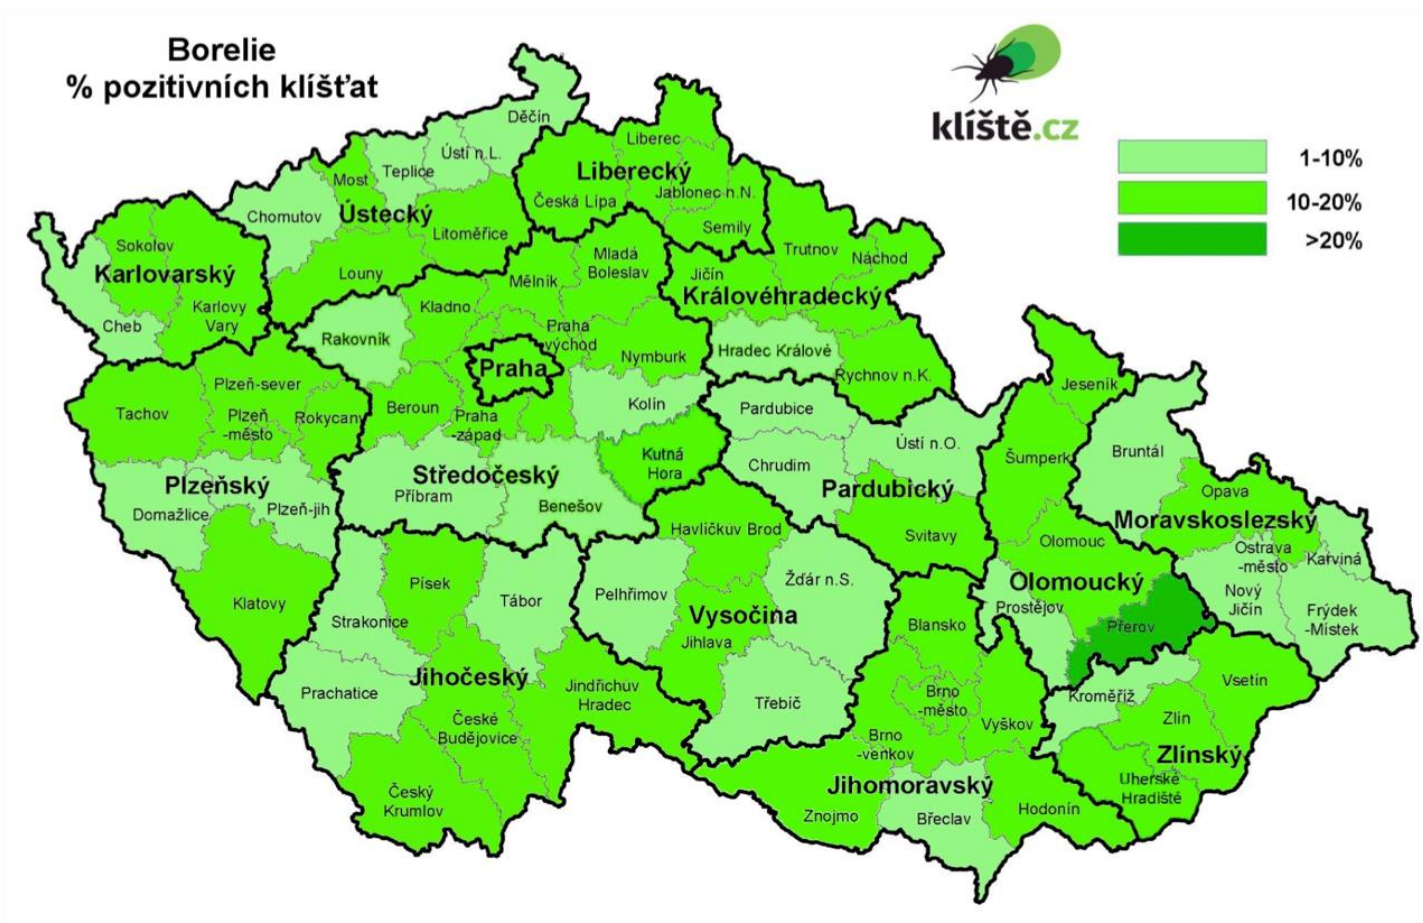 Borelie
% pozitivních klíšťat
klíště.cz
1-10%
10-20%
>20%
Děčín
Ústí n.L.
Teplice
Most
Chomutov
Ústecký
Litoměřice
Louny
Liberec
Liberecký
Česká Lípa
Jablonec n.N.
Semily
Sokolov
Karlovarský
Karlovy
Vary
Cheb
Trutnov
Náchod
Jičín
Královéhradecký
Hradec Králové
Rychnov n.K.
Mladá
Boleslav
Mělník
Kladno
Rakovník
Praha
-východ
Nymburk
Praha
Kolín
Beroun
Praha
-západ
Kutná
Hora
Středočeský
Příbram
Benešov
Plzeň-sever
Tachov
Plzeň
-město
Rokycany
Plzeňský
Domažlice
Plzeň-jih
Klatovy
Pardubice
Ústí n.O.
Chrudim
Pardubický
Svitavy
Jeseník
Šumperk
Olomouc
Olomoucký
Prostějov
Přerov
Bruntál
Opava
Moravskoslezský
Ostrava
-město
Karviná
Nový
Jičín
Frýdek
-Místek
Havlíčkův Brod
Žďár n.S.
Pelhřimov
Vysočina
Jihlava
Třebíč
Písek
Tábor
Strakonice
Jihočeský
Prachatice
Jindřichův
Hradec
České
Budějovice
Český
Krumlov
Blansko
Brno
-město
Vyškov
Brno
-venkov
Jihomoravský
Znojmo
Břeclav
Hodonín
Kroměříž
Vsetín
Zlín
Zlínský
Uherské
Hradiště